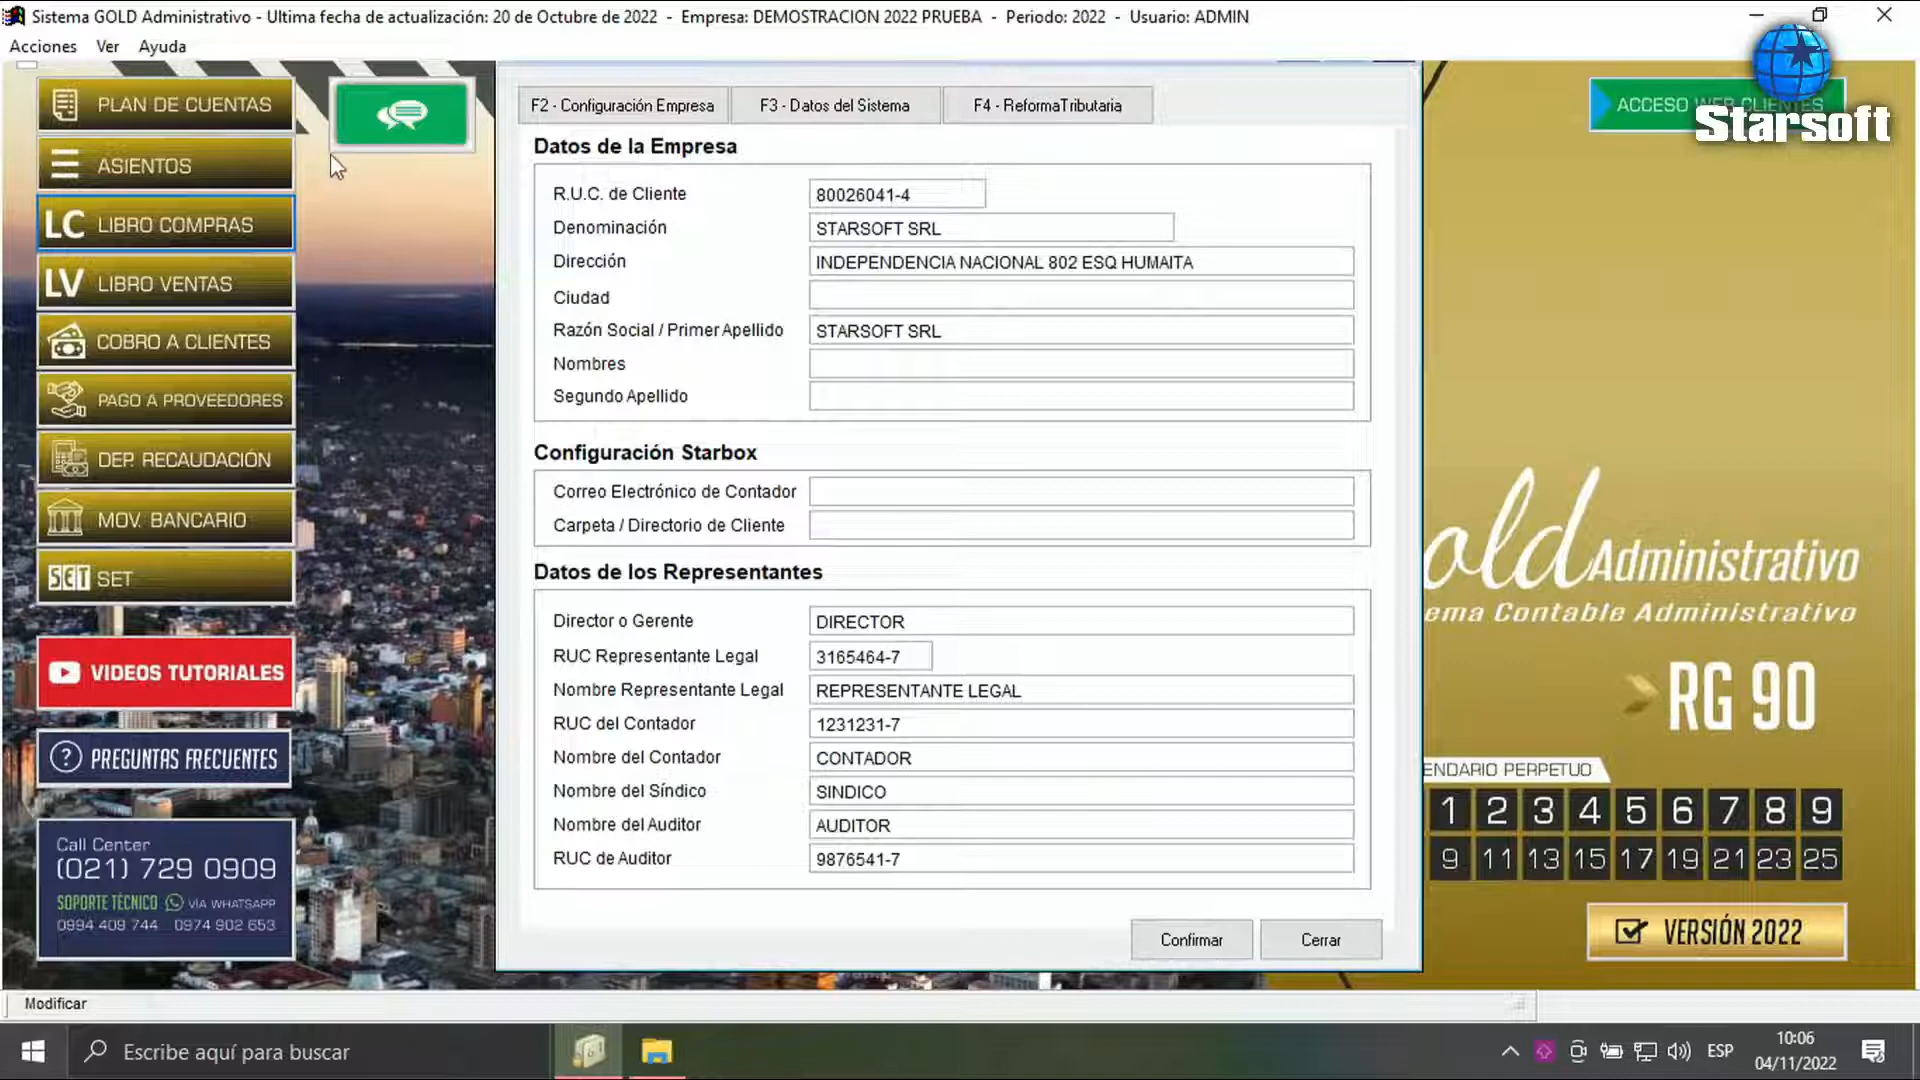 Sistema GOLD Administrativo - Ultima fecha de actualización: 20 de Octubre de 2022 - Empresa: DEMOSTRACION 2022 PRUEBA - Periodo: 2022 - Usuario: ADMIN
Acciones Ver Ayuda
PLAN DE CUENTAS
ASIENTOS
LC LIBRO COMPRAS
LV LIBRO VENTAS
COBRO A CLIENTES
PAGO A PROVEEDORES
DEP. RECAUDACIÓN
MOV. BANCARIO
SET SET
VIDEOS TUTORIALES
? PREGUNTAS FRECUENTES
Call Center
(021) 729 0909
SOPORTE TÉCNICO VÍA WHATSAPP
0994 409 744 0974 902 653
F2 - Configuración Empresa F3 - Datos del Sistema F4 - ReformaTributaria
Datos de la Empresa
R.U.C. de Cliente 80026041-4
Denominación STARSOFT SRL
Dirección INDEPENDENCIA NACIONAL 802 ESQ HUMAITA
Ciudad
Razón Social / Primer Apellido STARSOFT SRL
Nombres
Segundo Apellido
Configuración Starbox
Correo Electrónico de Contador
Carpeta / Directorio de Cliente
Datos de los Representantes
Director o Gerente DIRECTOR
RUC Representante Legal 3165464-7
Nombre Representante Legal REPRESENTANTE LEGAL
RUC del Contador 1231231-7
Nombre del Contador CONTADOR
Nombre del Síndico SINDICO
Nombre del Auditor AUDITOR
RUC de Auditor 9876541-7
Confirmar Cerrar
ACCESO WEB CLIENTES
Starsoft
old Administrativo
ema Contable Administrativo
RG 90
ENDARIO PERPETUO
1 2 3 4 5 6 7 8 9
9 11 13 15 17 19 21 23 25
VERSIÓN 2022
Modificar
Escribe aquí para buscar
ESP
10:06
04/11/2022